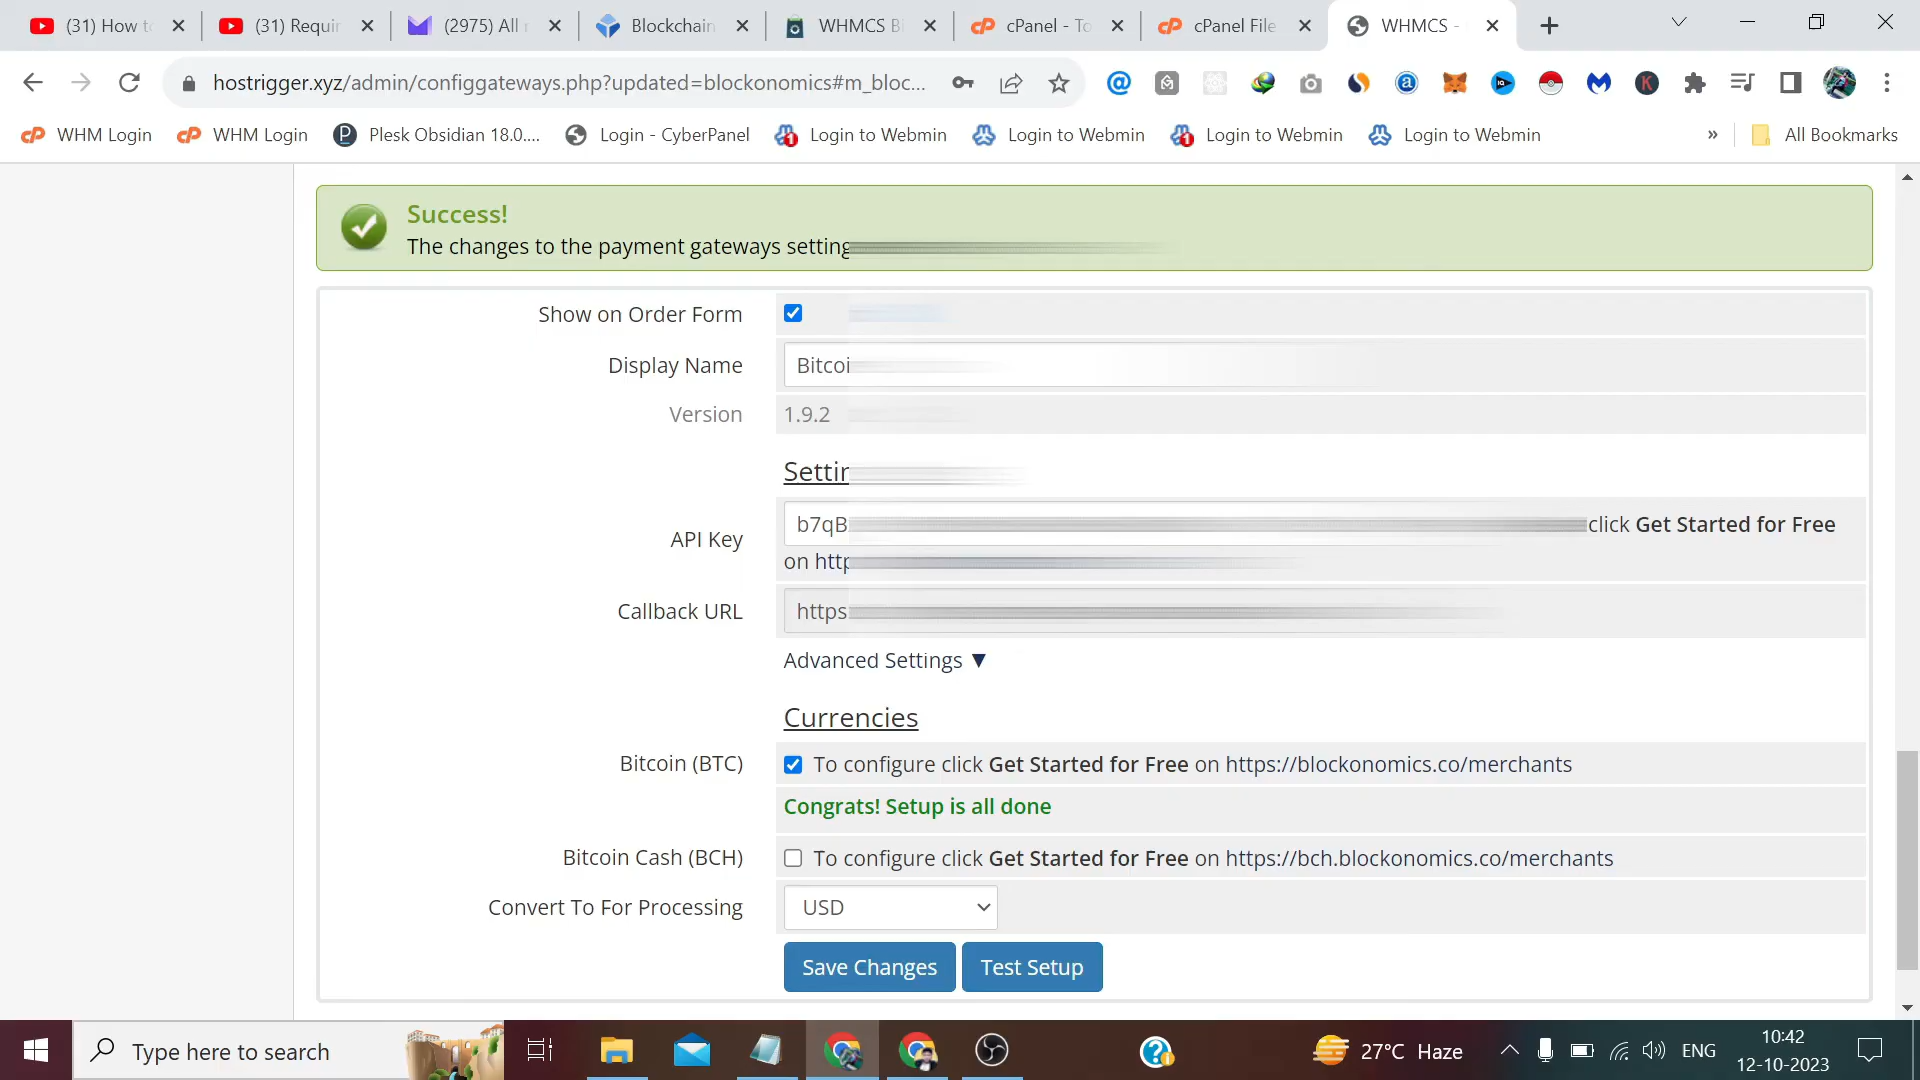 (31) How to
(31) Requir
(2975) All
Blockchain
WHMCS B
cPanel - To
cPanel File
WHMCS -
hostrigger.xyz/admin/configgateways.php?updated=blockonomics#m_bloc...
WHM Login
WHM Login
Plesk Obsidian 18.0....
Login - CyberPanel
Login to Webmin
Login to Webmin
Login to Webmin
Login to Webmin
»
All Bookmarks
Success!
The changes to the payment gateways setting
Show on Order Form
Display Name
Bitcoi
Version
1.9.2
Settin
API Key
b7qB
click Get Started for Free
on http
Callback URL
https
Advanced Settings ▼
Currencies
Bitcoin (BTC)
To configure click Get Started for Free on https://blockonomics.co/merchants
Congrats! Setup is all done
Bitcoin Cash (BCH)
To configure click Get Started for Free on https://bch.blockonomics.co/merchants
Convert To For Processing
USD
Save Changes
Test Setup
Type here to search
27°C Haze
ENG
10:42
12-10-2023